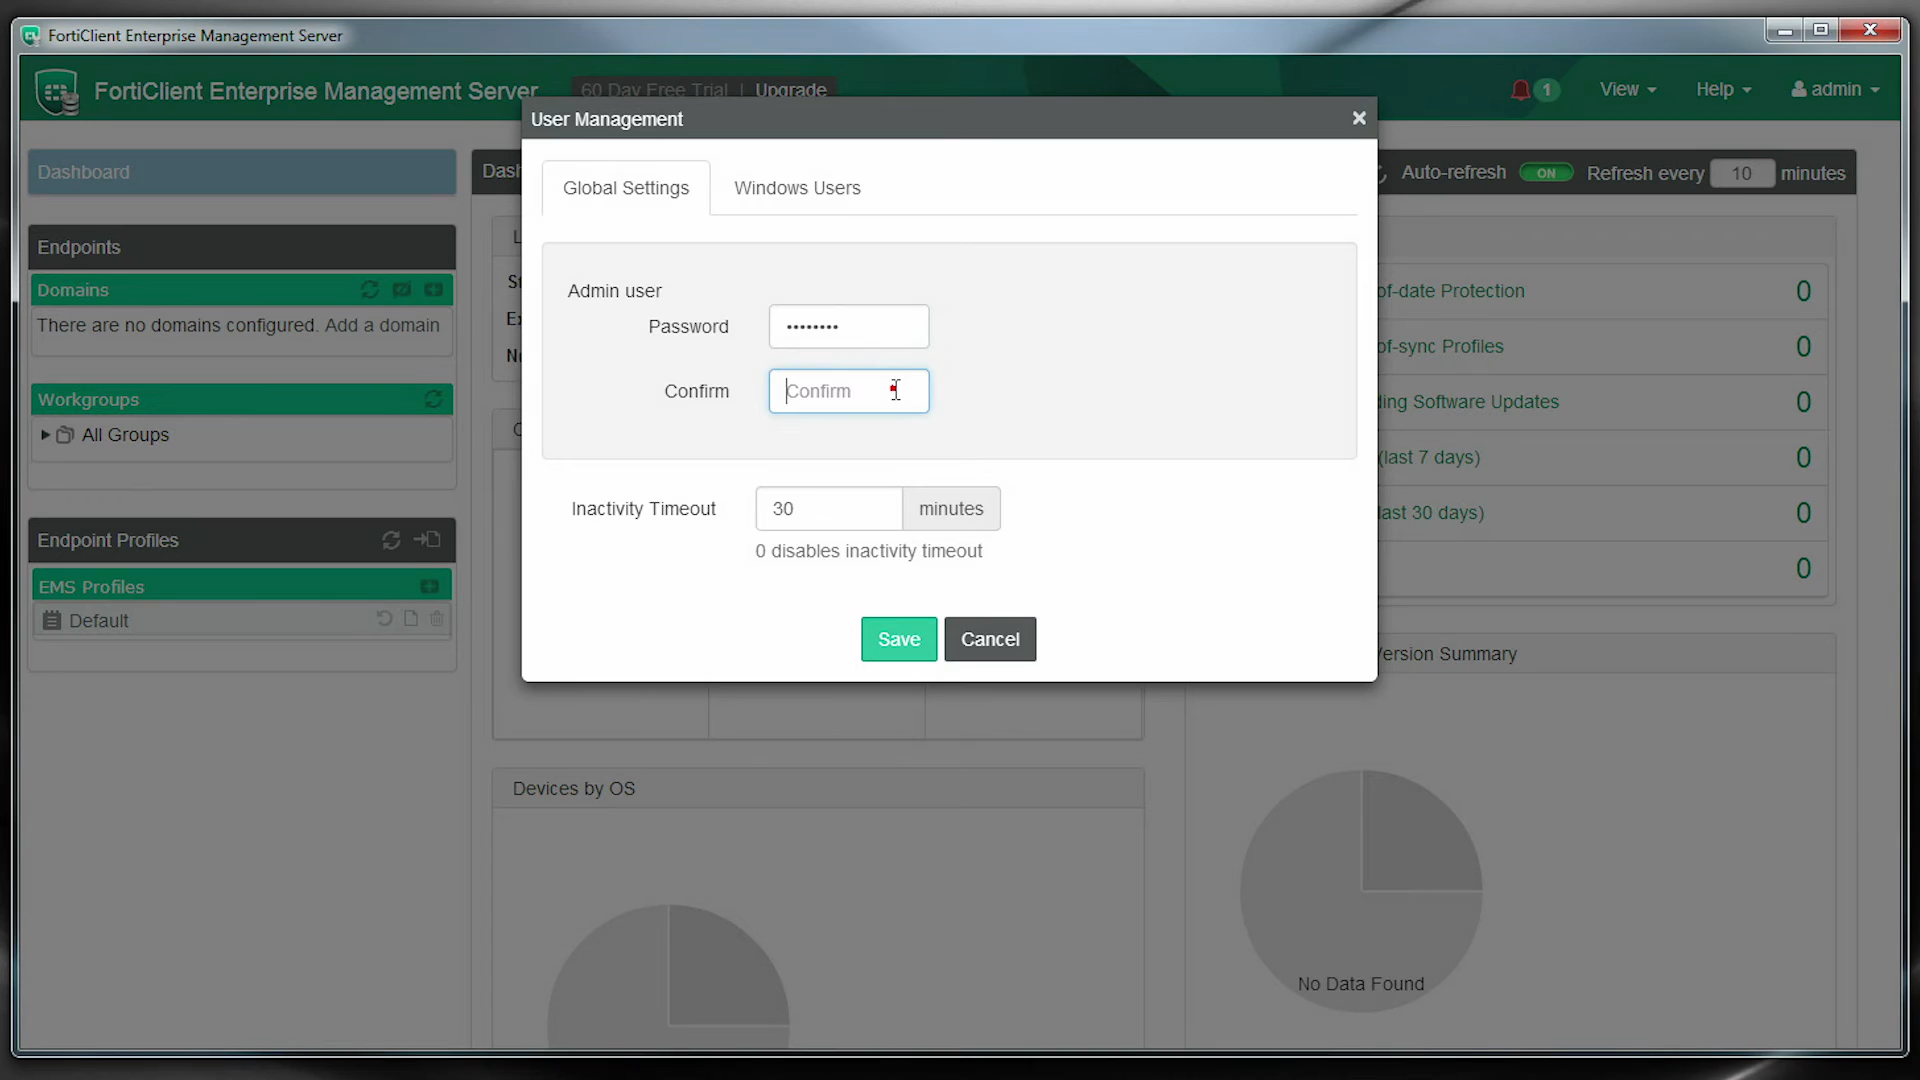 FortiClient Enterprise Management Server
FortiClient Enterprise Management Server
60 Day Free Trial | Upgrade
1
View
Help
admin
User Management
Dashboard
Auto-refresh ON Refresh every 10 minutes
Global Settings
Windows Users
Endpoints
Domains
There are no domains configured. Add a domain
Workgroups
All Groups
Endpoint Profiles
EMS Profiles
Default
Admin user
Password ••••••••
Confirm Confirm
Inactivity Timeout 30 minutes
0 disables inactivity timeout
Save
Cancel
of-date Protection 0
of-sync Profiles 0
ding Software Updates 0
(last 7 days) 0
last 30 days) 0
0
Version Summary
Devices by OS
No Data Found